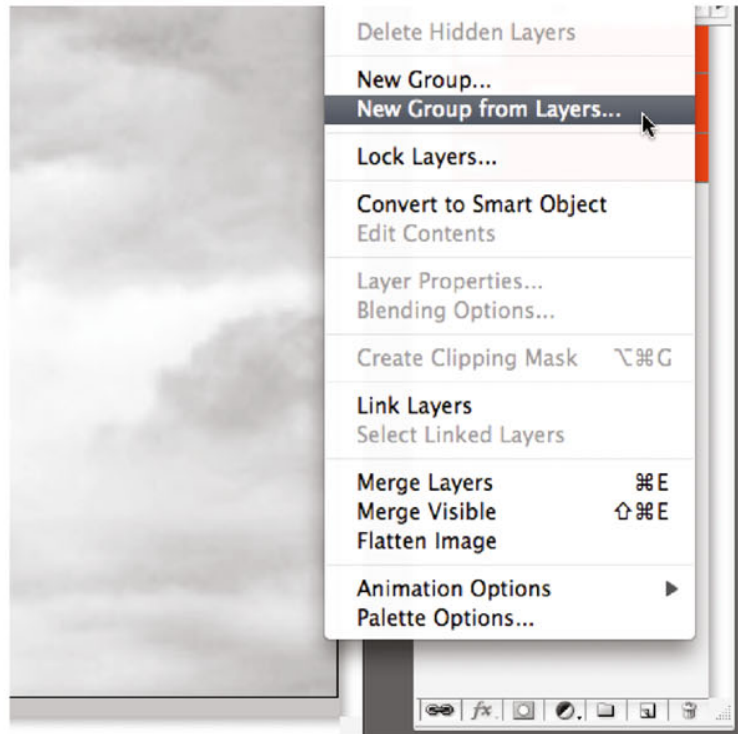 Delete Hidden Layers
New Group...
New Group from Layers...
Lock Layers...
Convert to Smart Object
Edit Contents
Layer Properties...
Blending Options...
Create Clipping Mask ⌥⌘G
Link Layers
Select Linked Layers
Merge Layers ⌘E
Merge Visible ⇧⌘E
Flatten Image
Animation Options ▶
Palette Options...
fx.